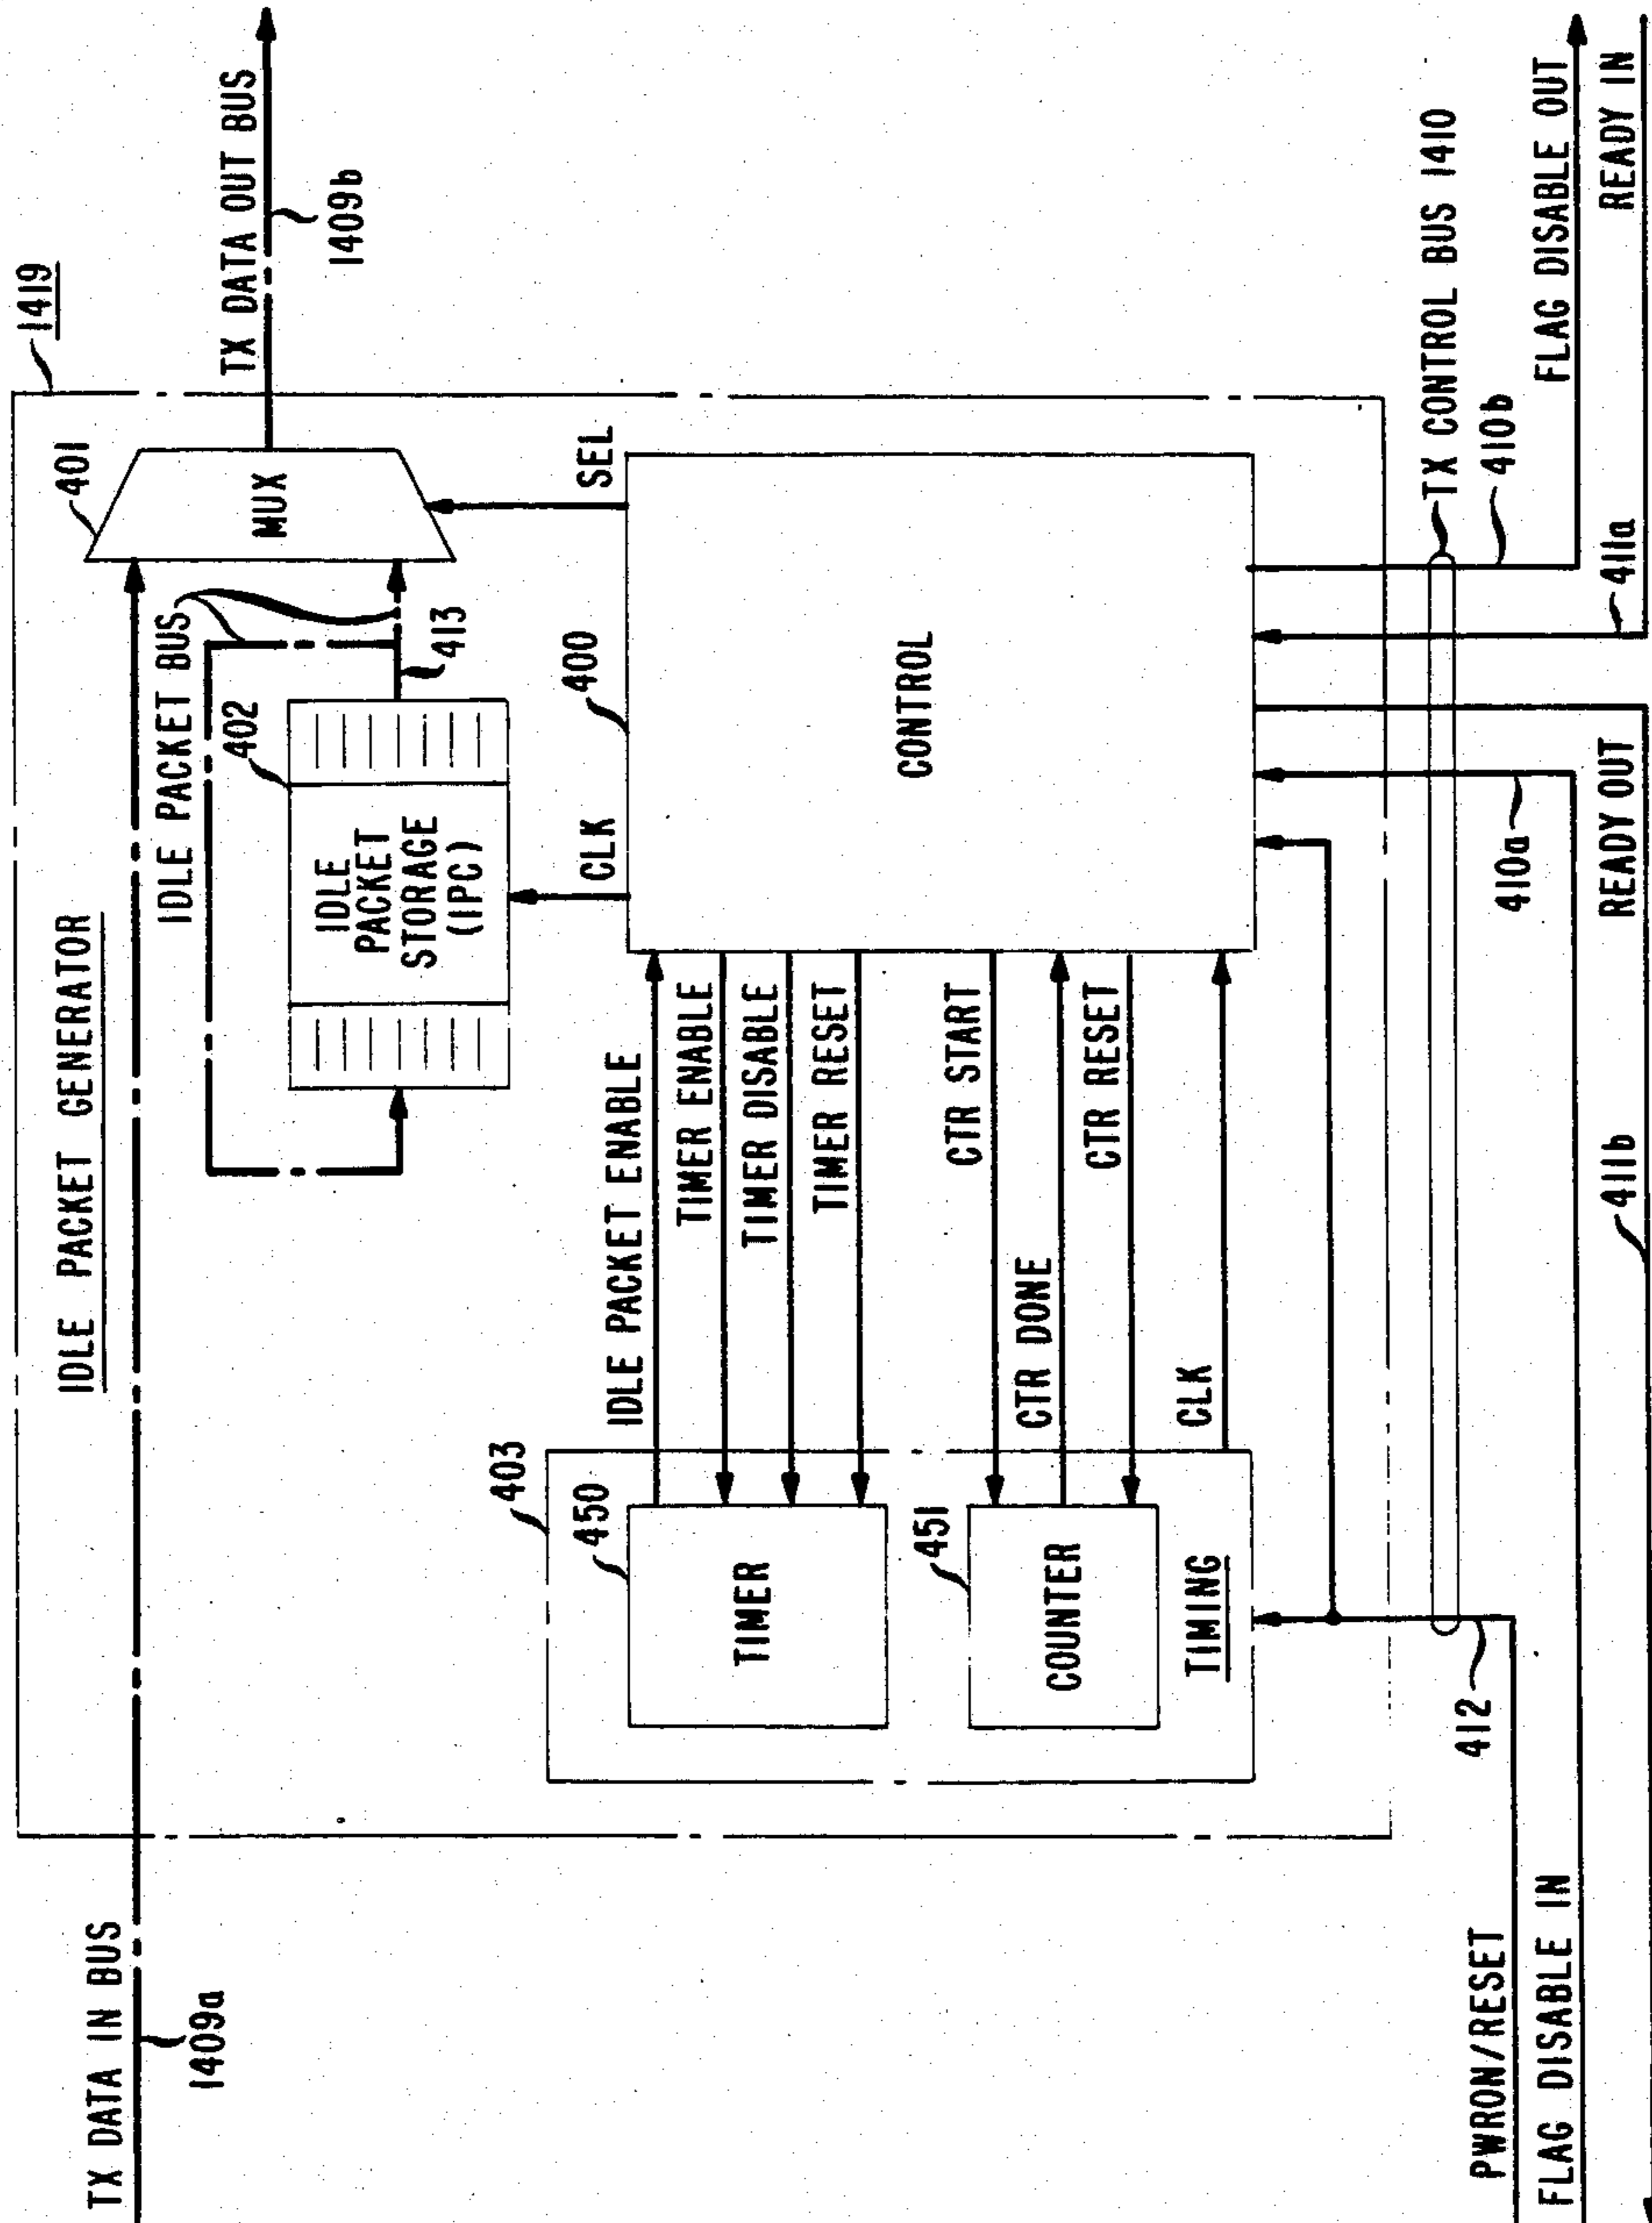 1419
IDLE PACKET GENERATOR
TX DATA IN BUS
1409a
TX DATA OUT BUS
1409b
401
MUX
IDLE PACKET BUS
413
402
IDLE
PACKET
STORAGE
(IPC)
CLK
SEL
400
CONTROL
IDLE PACKET ENABLE
TIMER ENABLE
TIMER DISABLE
TIMER RESET
CTR START
CTR DONE
CTR RESET
CLK
403
450
TIMER
451
COUNTER
TIMING
412
TX CONTROL BUS 1410
410b
410a
411a
411b
PWRON/RESET
FLAG DISABLE IN
READY OUT
FLAG DISABLE OUT
READY IN